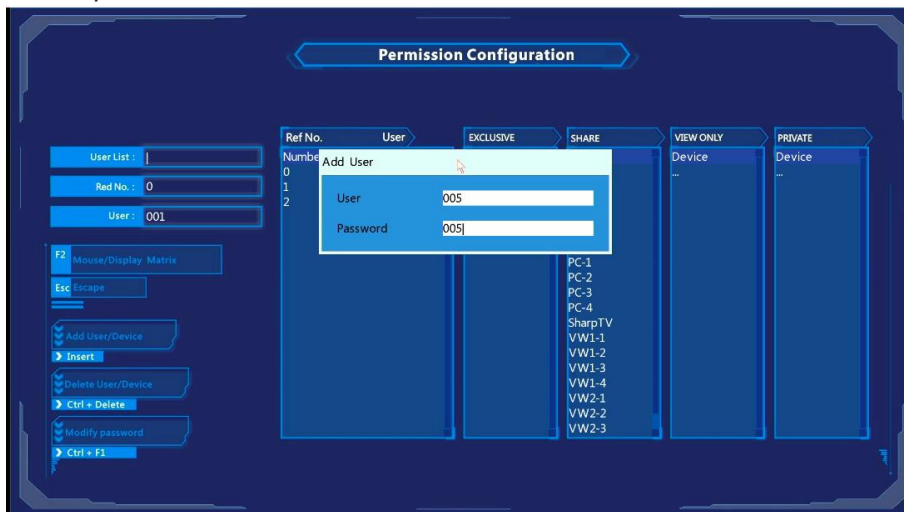 Permission Configuration
Ref No. User EXCLUSIVE SHARE VIEW ONLY PRIVATE
User List :
Red No. : 0
User : 001
F2 Mouse/Display Matrix
Esc Escape
Add User/Device
Insert
Delete User/Device
Ctrl + Delete
Modify password
Ctrl + F1
Numbe
0
1
2
Add User
User 005
Password 005
PC-1
PC-2
PC-3
PC-4
SharpTV
VW1-1
VW1-2
VW1-3
VW1-4
VW2-1
VW2-2
VW2-3
Device
...
Device
...